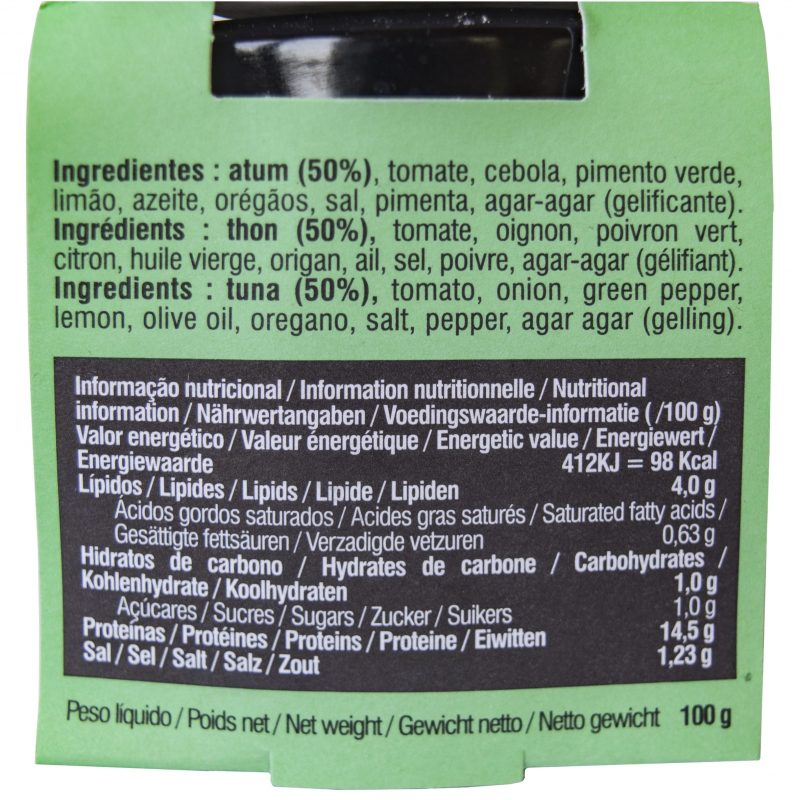 Ingredientes : atum (50%), tomate, cebola, pimento verde,
limão, azeite, orégãos, sal, pimenta, agar-agar (gelificante).
Ingrédients : thon (50%), tomate, oignon, poivron vert,
citron, huile vierge, origan, ail, sel, poivre, agar-agar (gélifiant).
Ingredients : tuna (50%), tomato, onion, green pepper,
lemon, olive oil, oregano, salt, pepper, agar agar (gelling).
Informação nutricional / Information nutritionnelle / Nutritional
information / Nährwertangaben / Voedingswaarde-informatie ( /100 g)
Valor energético / Valeur énergétique / Energetic value / Energiewert /
Energiewaarde 412KJ = 98 Kcal
Lípidos / Lipides / Lipids / Lipide / Lipiden 4,0 g
Ácidos gordos saturados / Acides gras saturés / Saturated fatty acids /
Gesättigte fettsäuren / Verzadigde vetzuren 0,63 g
Hidratos de carbono / Hydrates de carbone / Carbohydrates /
Kohlenhydrate / Koolhydraten 1,0 g
Açúcares / Sucres / Sugars / Zucker / Suikers 1,0 g
Proteínas / Protéines / Proteins / Proteine / Eiwitten 14,5 g
Sal / Sel / Salt / Salz / Zout 1,23 g
Peso líquido / Poids net / Net weight / Gewicht netto / Netto gewicht 100 g